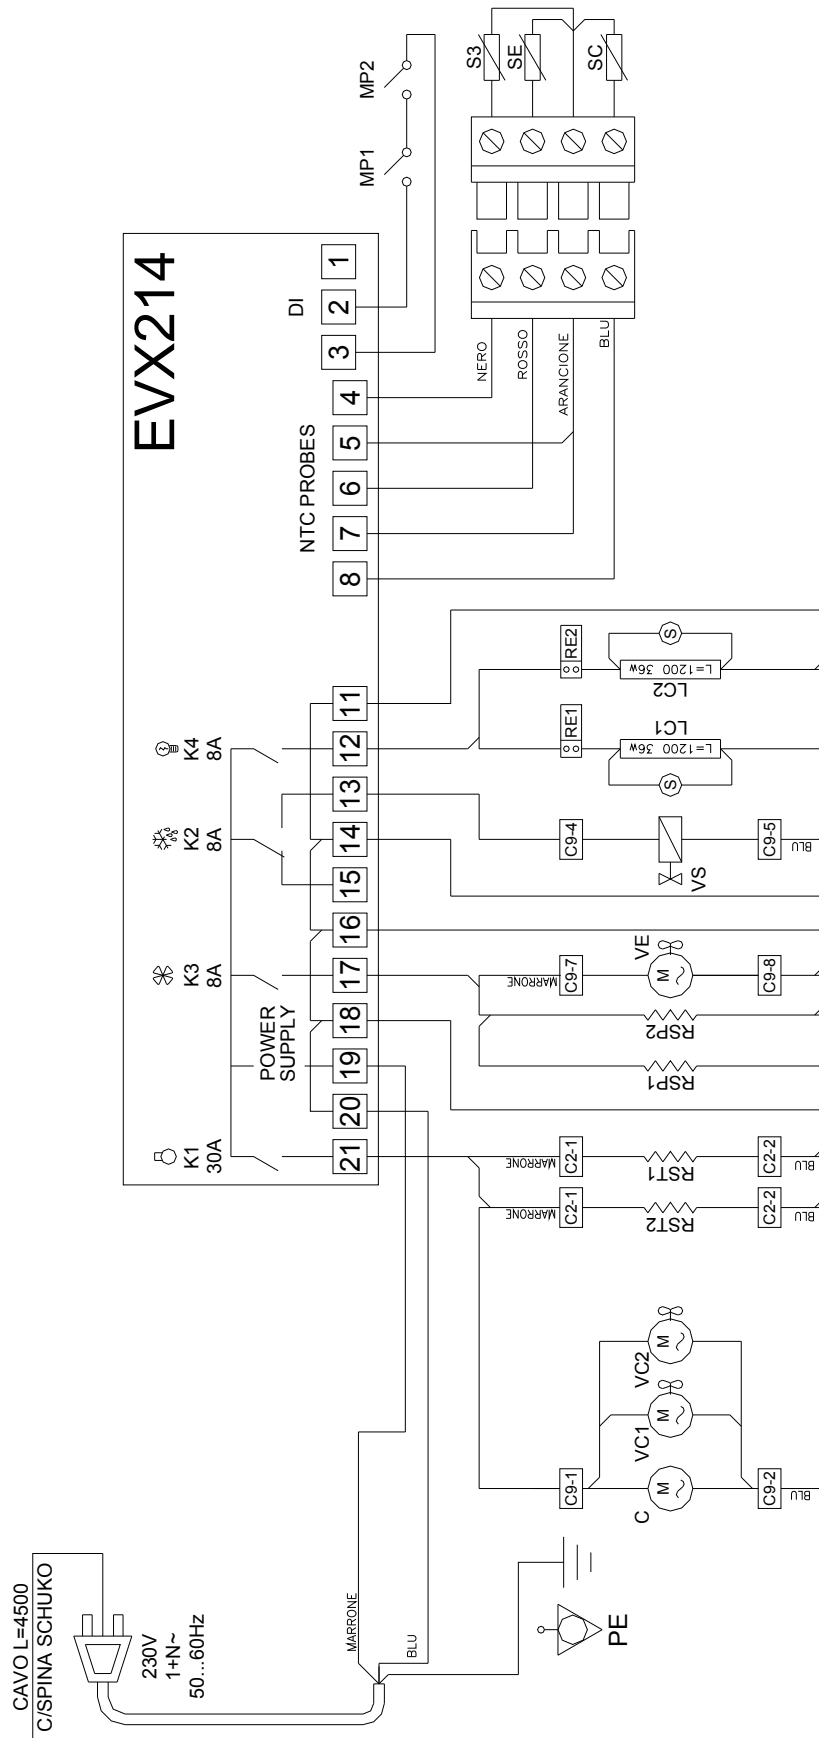 CAVO L=4500
C/SPINA SCHUKO
230V
1+N~
50...60Hz
MARRONE
BLU
PE
EVX214
K1
30A
K3
8A
K2
8A
K4
8A
POWER
SUPPLY
NTC PROBES
DI
21
20
19
18
17
16
15
14
13
12
11
8
7
6
5
4
3
2
1
MP1
MP2
S3
SE
SC
NERO
ROSSO
ARANCIONE
BLU
C9-1
C
M
VC1
M
VC2
M
C9-2
BLU
MARRONE
C2-1
RST2
C2-2
BLU
MARRONE
C2-1
RST1
C2-2
BLU
RSP1
RSP2
MARRONE
C9-7
VE
M
C9-8
C9-4
VS
C9-5
BLU
RE1
LC1
L=1200 36w
S
RE2
LC2
L=1200 36w
S